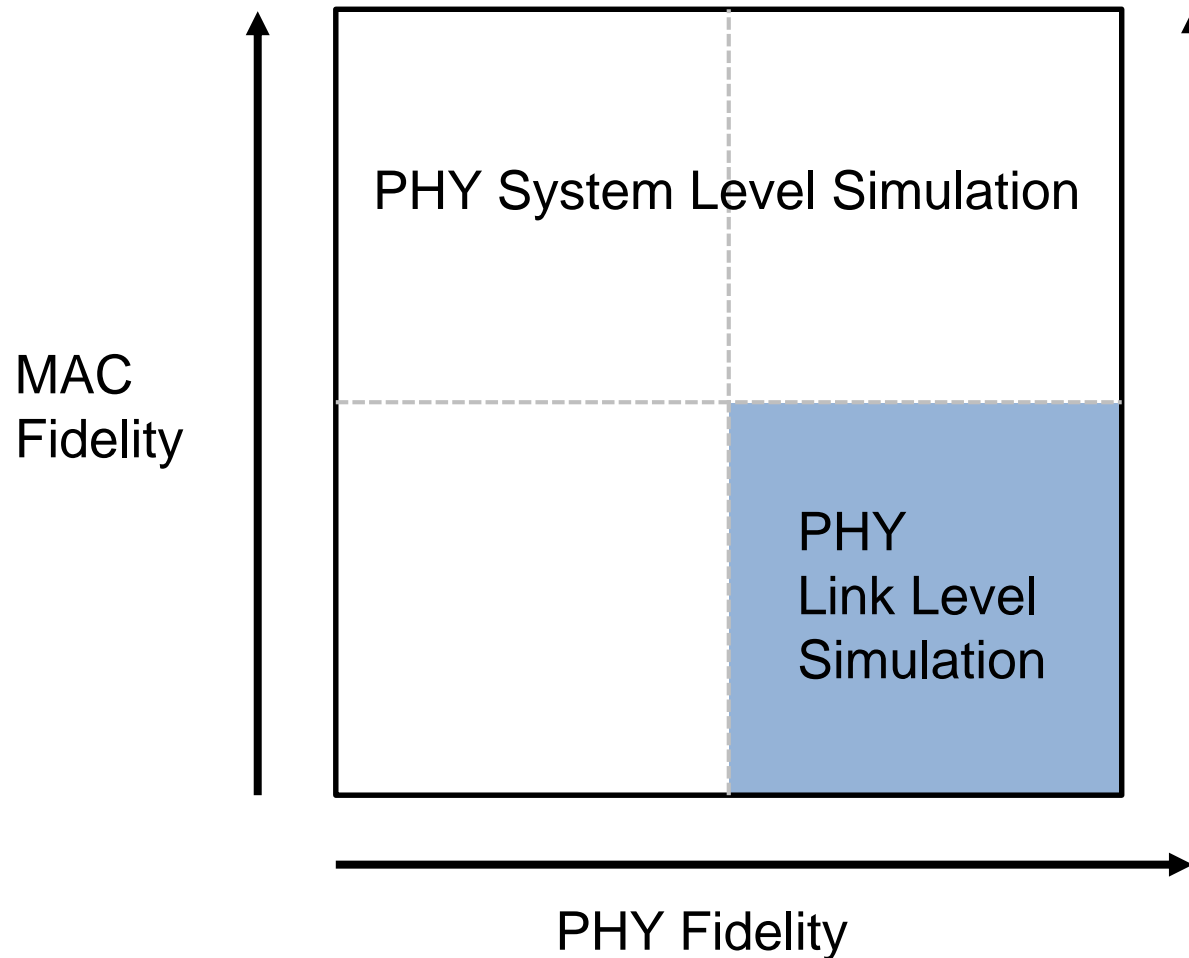 PHY System Level Simulation
MAC
Fidelity
PHY
Link Level
Simulation
PHY Fidelity